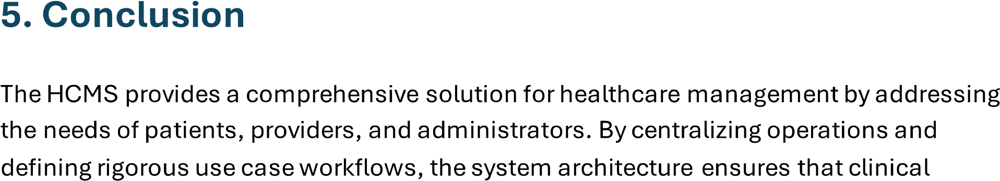 5. Conclusion
The HCMS provides a comprehensive solution for healthcare management by addressing
the needs of patients, providers, and administrators. By centralizing operations and
defining rigorous use case workflows, the system architecture ensures that clinical